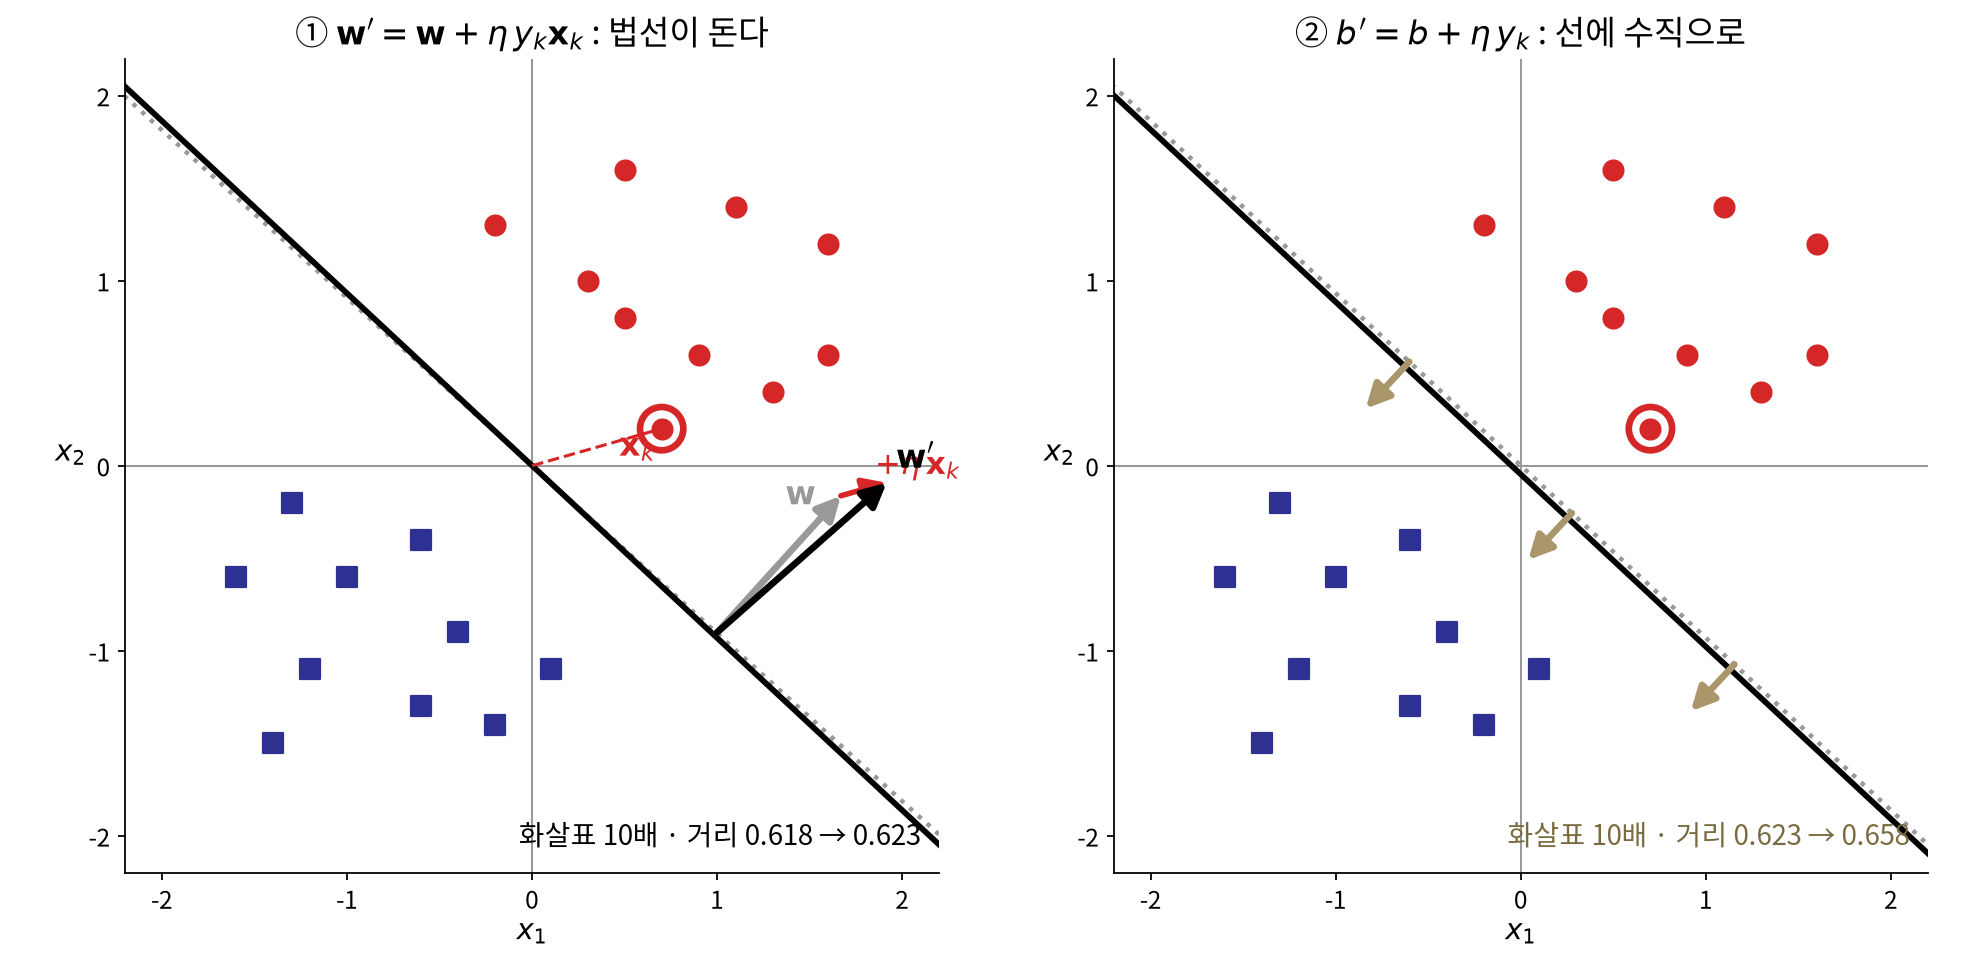 ① w′ = w + η yₖxₖ : 법선이 돈다
2
1
x₂
0
-1
-2
xₖ
w
+ηxₖ
w′
화살표 10배 · 거리 0.618 → 0.623
-2 -1 0 1 2
x₁
② b′ = b + η yₖ : 선에 수직으로
2
1
x₂
0
-1
-2
화살표 10배 · 거리 0.623 → 0.658
-2 -1 0 1 2
x₁